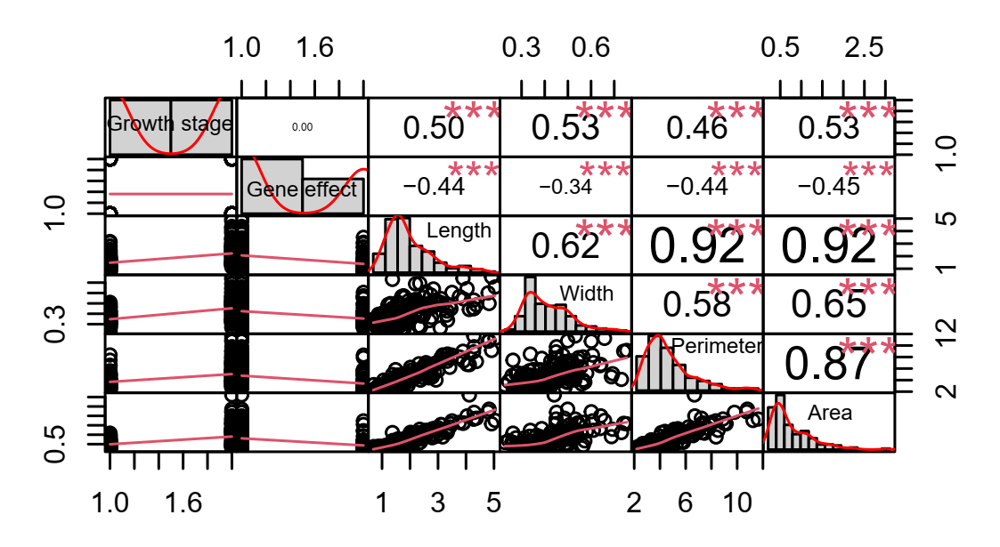 1.0 1.6 0.3 0.6 0.5 2.5
Growth stage 0.00 0.50 *** 0.53 *** 0.46 *** 0.53 *** 1.0
1.0 Gene effect −0.44 *** −0.34 *** −0.44 *** −0.45 ***
Length 0.62 *** 0.92 *** 0.92 *** 1 5
0.3 Width 0.58 *** 0.65 ***
Perimeter 0.87 *** 2 12
0.5 Area
1.0 1.6 1 3 5 2 6 10